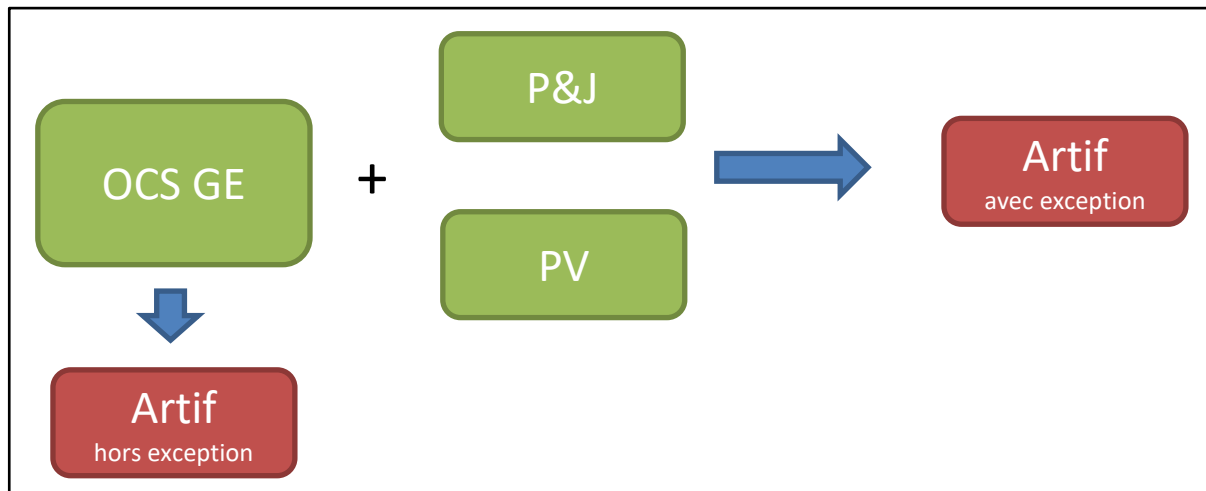 OCS GE
+
P&J
PV
Artif
avec exception
Artif
hors exception